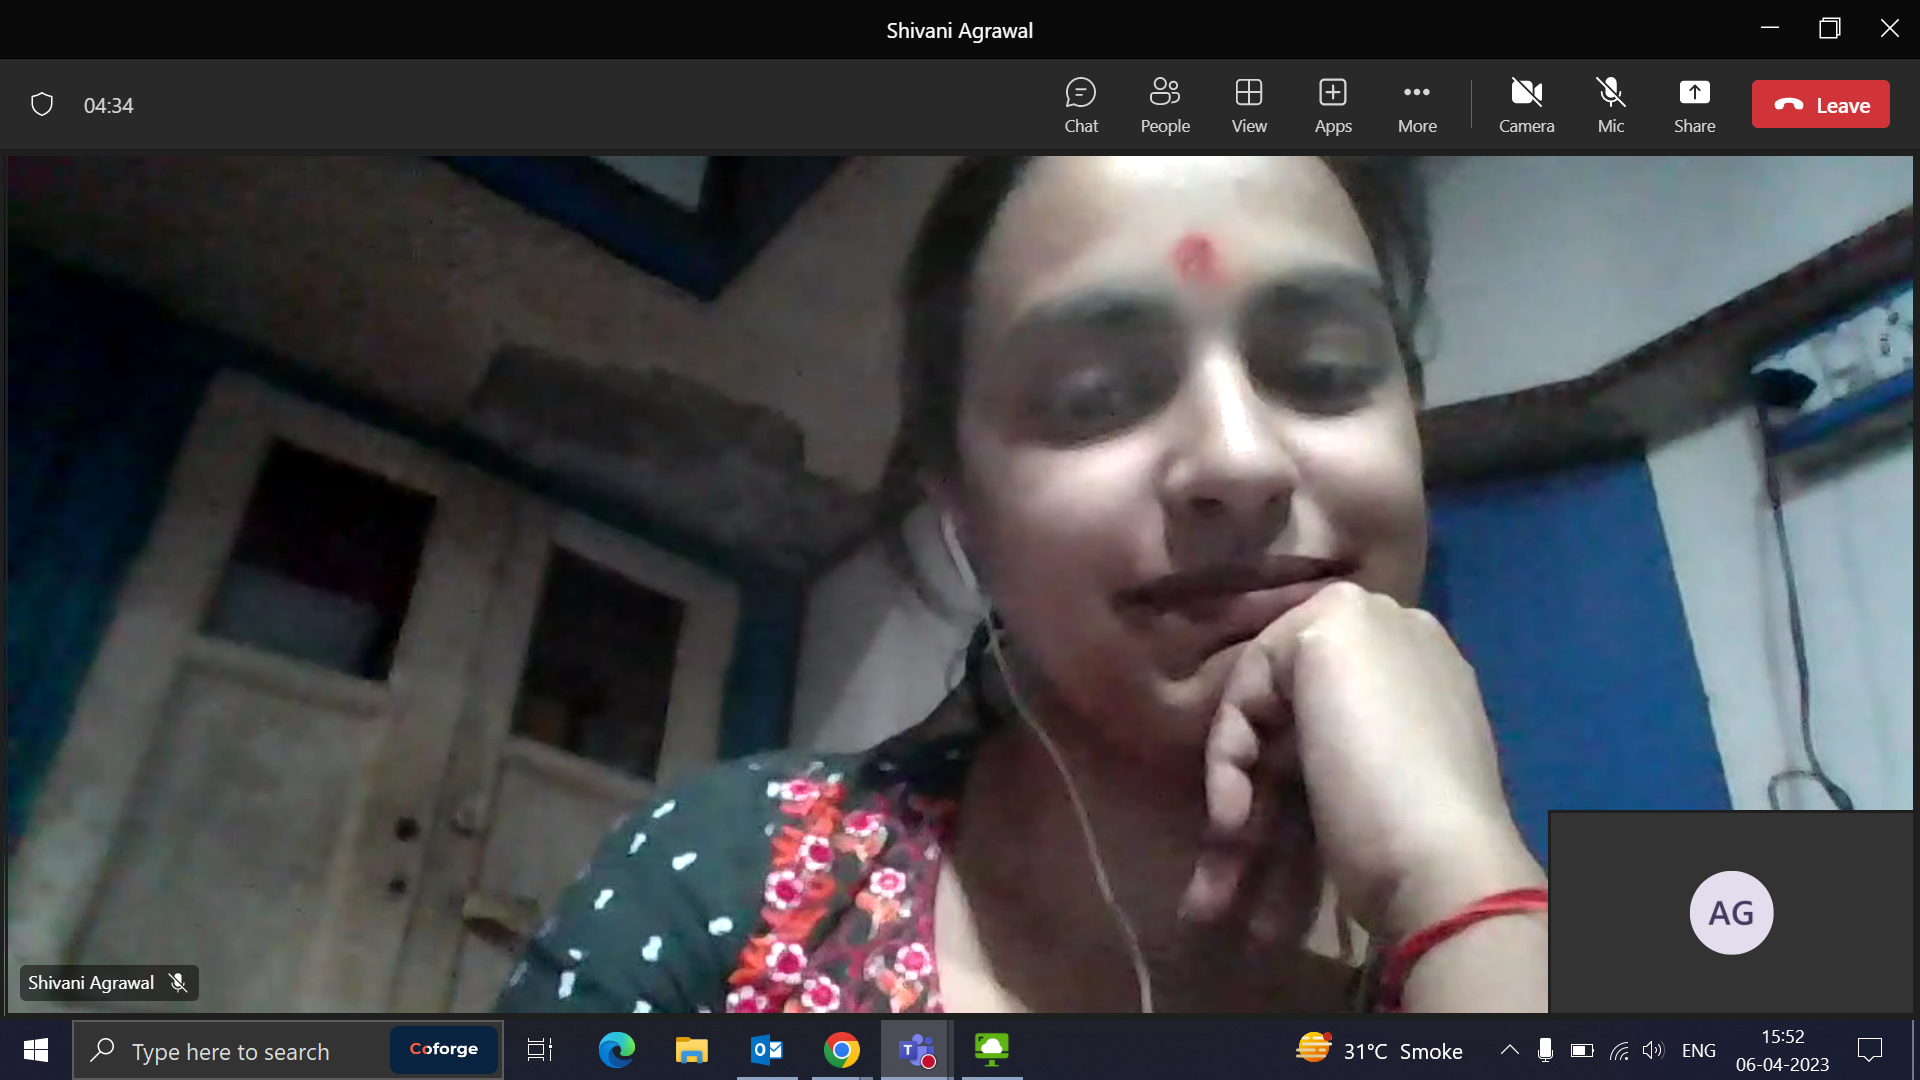 Shivani Agrawal
04:34
Chat
People
View
Apps
More
Camera
Mic
Share
Leave
Shivani Agrawal
AG
Type here to search
Coforge
31°C Smoke
ENG
15:52
06-04-2023